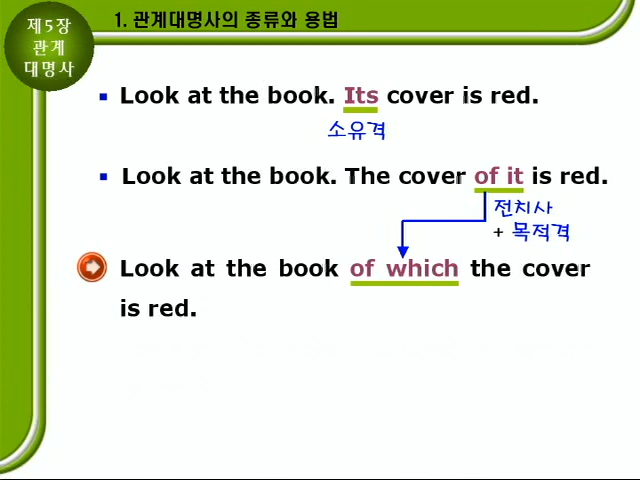 제5장
관계
대명사
1. 관계대명사의 종류와 용법
▪ Look at the book. Its cover is red.
소유격
▪ Look at the book. The cover of it is red.
전치사
+ 목적격
Look at the book of which the cover
is red.